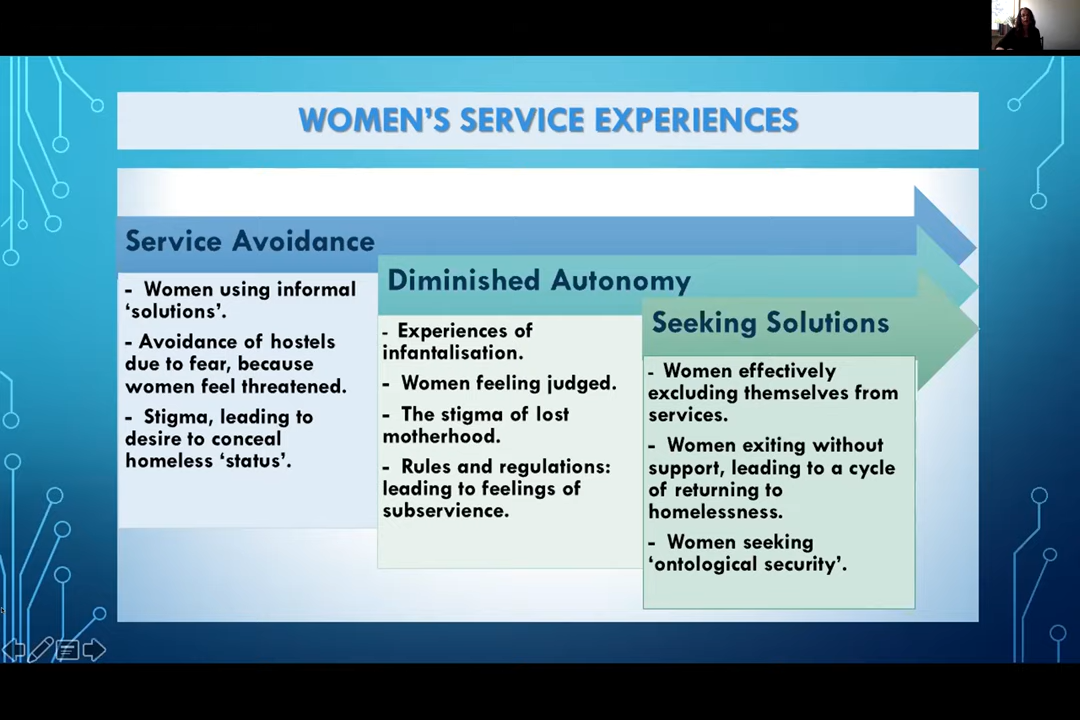 WOMEN'S SERVICE EXPERIENCES
Service Avoidance
- Women using informal
‘solutions’.
- Avoidance of hostels
due to fear, because
women feel threatened.
- Stigma, leading to
desire to conceal
homeless ‘status’.
Diminished Autonomy
- Experiences of
infantalisation.
- Women feeling judged.
- The stigma of lost
motherhood.
- Rules and regulations:
leading to feelings of
subservience.
Seeking Solutions
- Women effectively
excluding themselves from
services.
- Women exiting without
support, leading to a cycle
of returning to
homelessness.
- Women seeking
‘ontological security’.